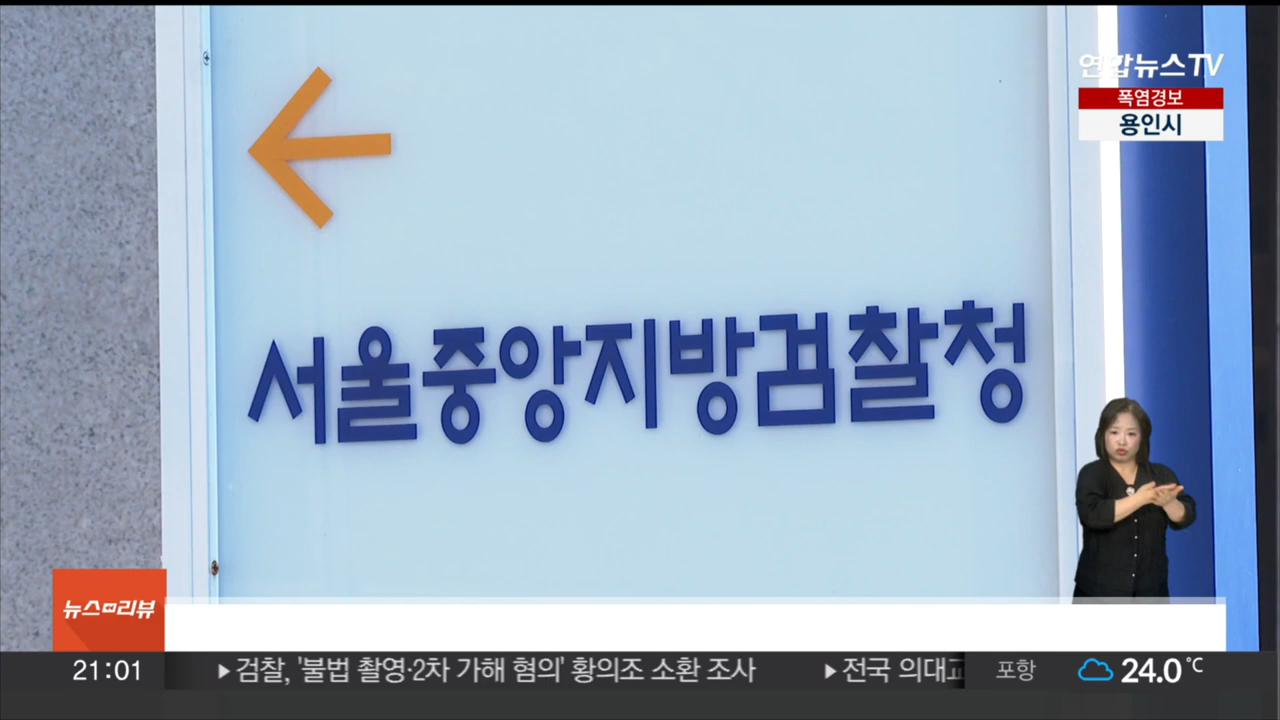 연합뉴스TV
폭염경보
용인시
서울중앙지방검찰청
뉴스리뷰
21:01 ▶검찰, '불법 촬영·2차 가해 혐의' 황의조 소환 조사 ▶전국 의대교 포항 24.0℃